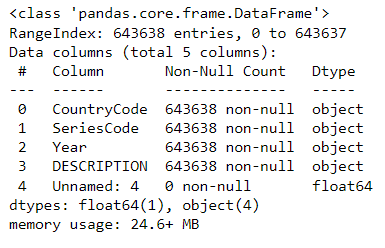 <class 'pandas.core.frame.DataFrame'>
RangeIndex: 643638 entries, 0 to 643637
Data columns (total 5 columns):
 #   Column       Non-Null Count   Dtype
---  ------       --------------   -----
 0   CountryCode  643638 non-null  object
 1   SeriesCode   643638 non-null  object
 2   Year         643638 non-null  object
 3   DESCRIPTION  643638 non-null  object
 4   Unnamed: 4   0 non-null       float64
dtypes: float64(1), object(4)
memory usage: 24.6+ MB